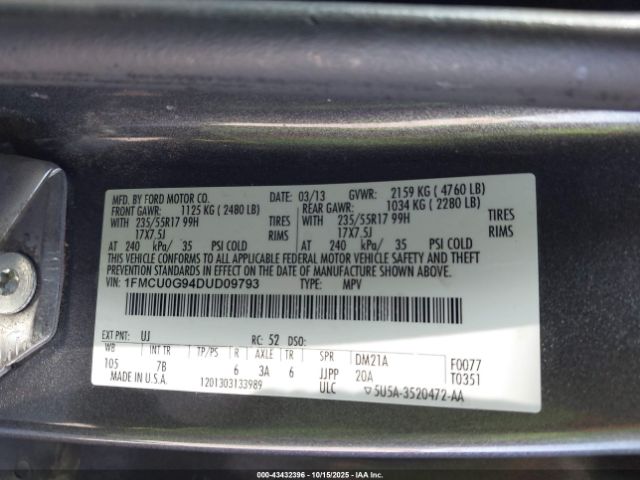 MFD. BY FORD MOTOR CO. DATE: 03/13 GVWR: 2159 KG ( 4760 LB)
FRONT GAWR: 1125 KG ( 2480 LB) REAR GAWR: 1034 KG ( 2280 LB)
WITH 235/55R17 99H TIRES WITH 235/55R17 99H TIRES
17X7.5J RIMS 17X7.5J RIMS
AT 240 kPa/ 35 PSI COLD AT 240 kPa/ 35 PSI COLD
THIS VEHICLE CONFORMS TO ALL APPLICABLE FEDERAL MOTOR VEHICLE SAFETY AND THEFT
PREVENTION STANDARDS IN EFFECT ON THE DATE OF MANUFACTURE SHOWN ABOVE.
VIN: 1FMCU0G94DUD09793 TYPE: MPV
EXT PNT: UJ RC: 52 DSO:
WB INT TR TP/PS R AXLE TR SPR DM21A F0077
105 7B 6 3A 6 JJPP 20A T0351
MADE IN U.S.A. 1201303133989 ULC 5U5A-3520472-AA
000-43432396 - 10/15/2025 - IAA Inc.